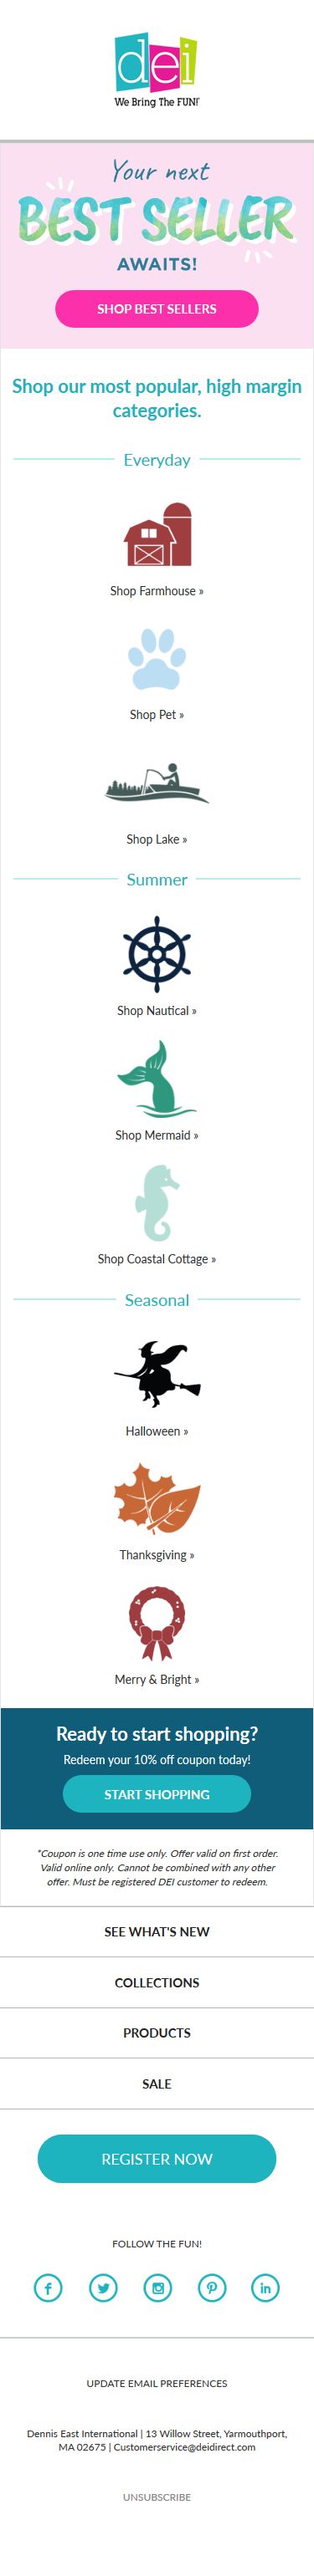 dei
We Bring The FUN!
Your next
BEST SELLER
AWAITS!
SHOP BEST SELLERS
Shop our most popular, high margin
categories.
Everyday
Shop Farmhouse »
Shop Pet »
Shop Lake »
Summer
Shop Nautical »
Shop Mermaid »
Shop Coastal Cottage »
Seasonal
Halloween »
Thanksgiving »
Merry & Bright »
Ready to start shopping?
Redeem your 10% off coupon today!
START SHOPPING
*Coupon is one time use only. Offer valid on first order.
Valid online only. Cannot be combined with any other
offer. Must be registered DEI customer to redeem.
SEE WHAT'S NEW
COLLECTIONS
PRODUCTS
SALE
REGISTER NOW
FOLLOW THE FUN!
UPDATE EMAIL PREFERENCES
Dennis East International | 13 Willow Street, Yarmouthport,
MA 02675 | Customerservice@deidirect.com
UNSUBSCRIBE